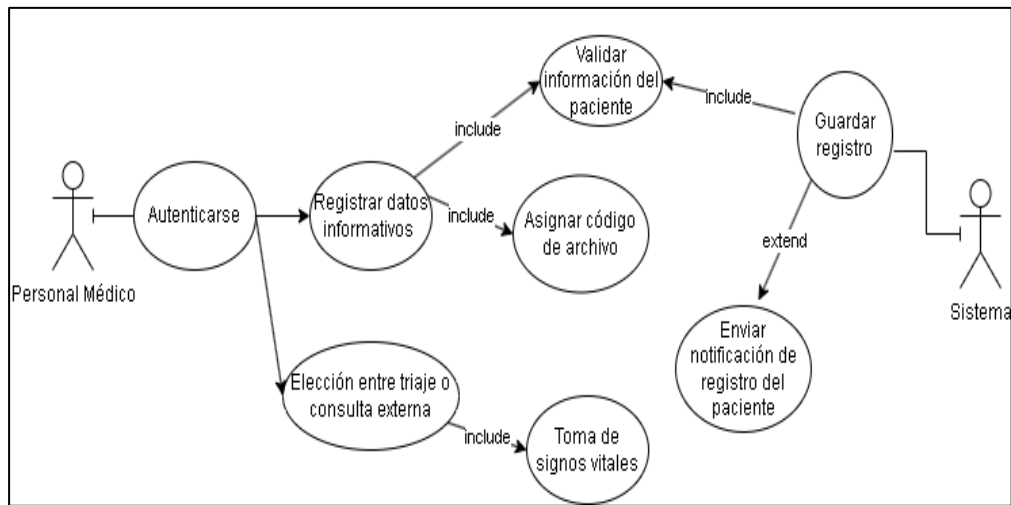 Validar
información del
paciente
include
include
Guardar
registro
Autenticarse
Registrar datos
informativos
include
Asignar código
de archivo
extend
Personal Médico
Sistema
Enviar
notificación de
registro del
paciente
Elección entre triaje o
consulta externa
include
Toma de
signos vitales